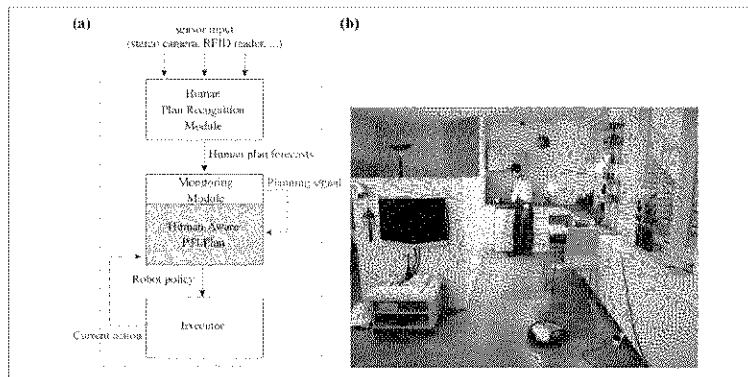 (a)
(b)
sensor input
(stereo camera, RFID reader, ...)
Human
Plan Recognition
Module
Human plan forecasts
Monitoring
Module
Planning signal
Human Aware
PTLPlan
Robot policy
Executor
Current action